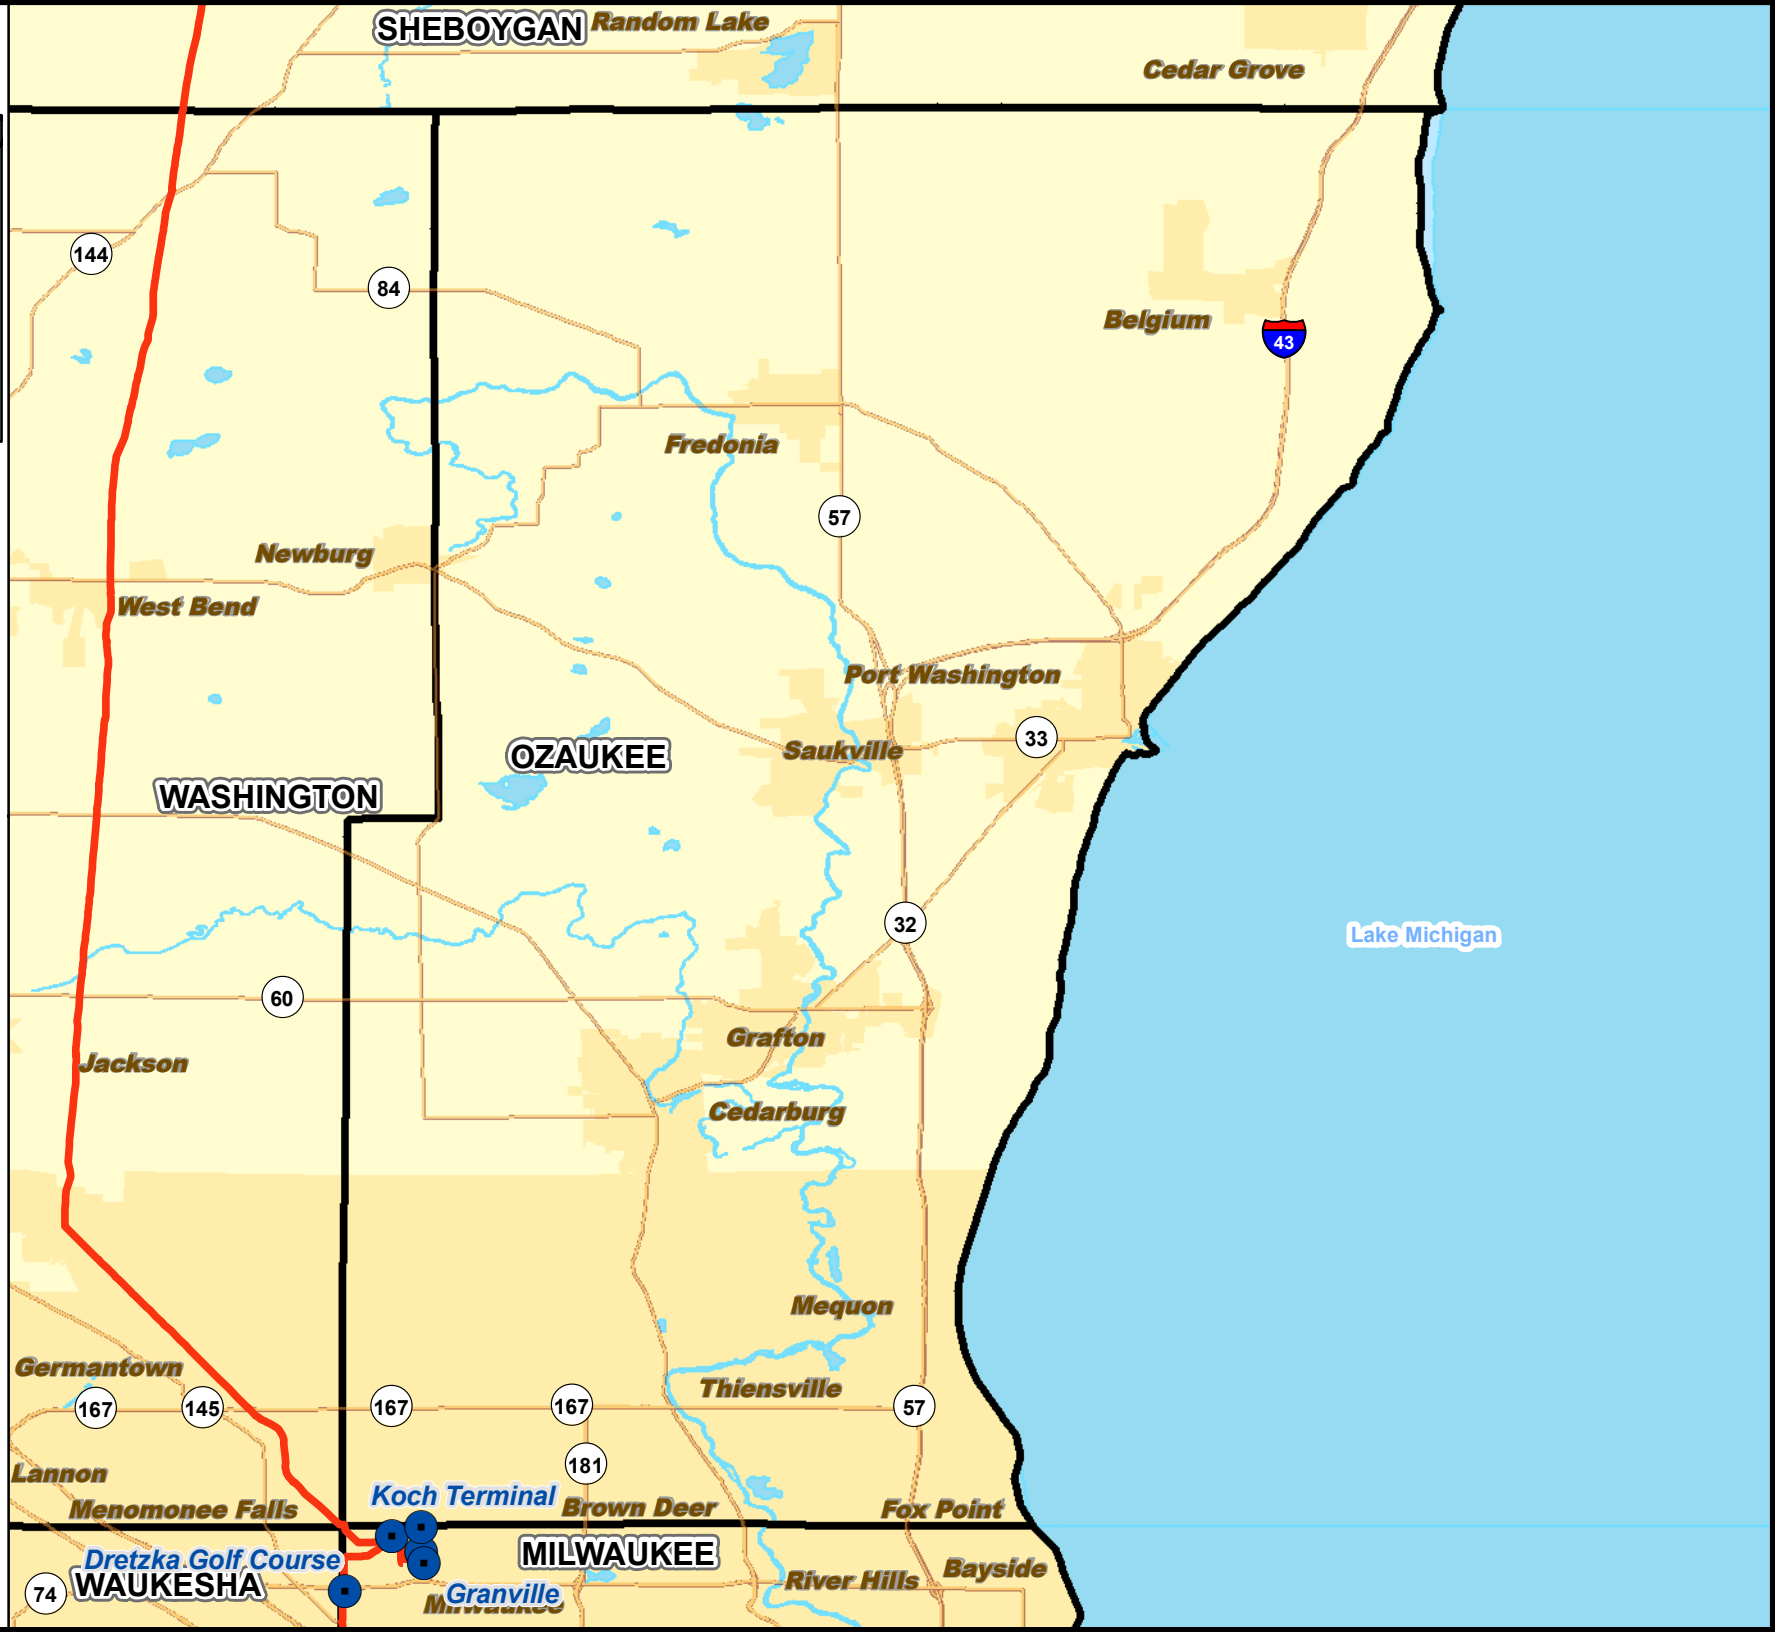 SHEBOYGAN
Random Lake
Cedar Grove
144
84
Belgium
43
Fredonia
57
Newburg
West Bend
Port Washington
33
Saukville
OZAUKEE
WASHINGTON
32
Lake Michigan
60
Grafton
Jackson
Cedarburg
Mequon
Germantown
Thiensville
167
145
167
167
57
181
Lannon
Koch Terminal
Menomonee Falls
Brown Deer
Fox Point
Dretzka Golf Course
MILWAUKEE
Bayside
WAUKESHA
River Hills
74
Granville
Milwaukee